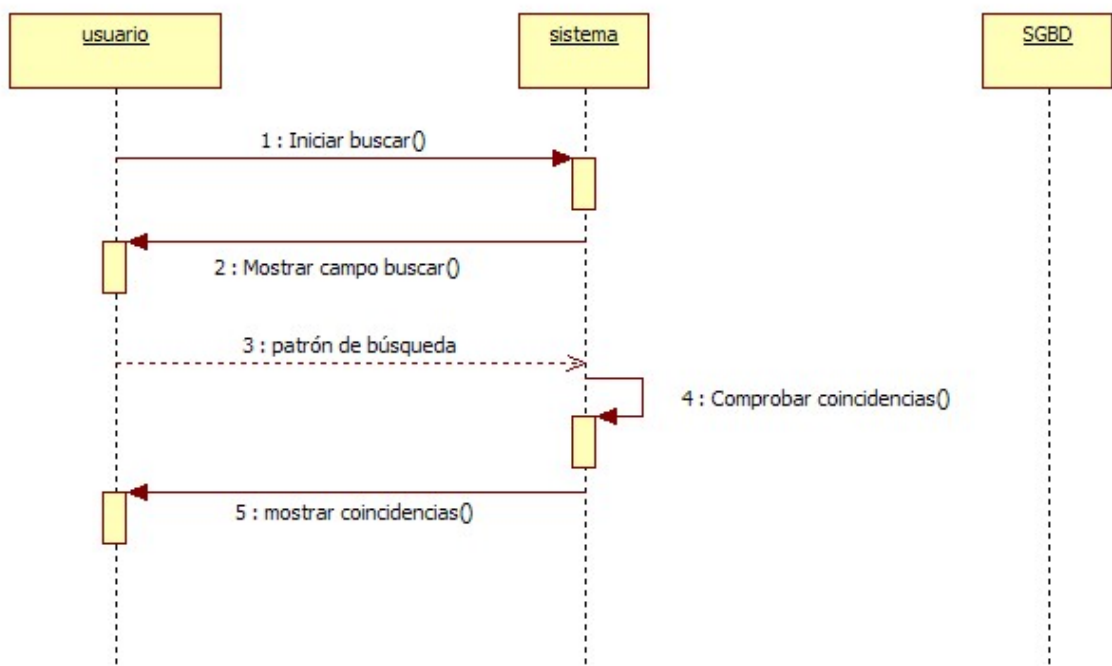 usuario
sistema
SGBD
1 : Iniciar buscar()
2 : Mostrar campo buscar()
3 : patrón de búsqueda
4 : Comprobar coincidencias()
5 : mostrar coincidencias()